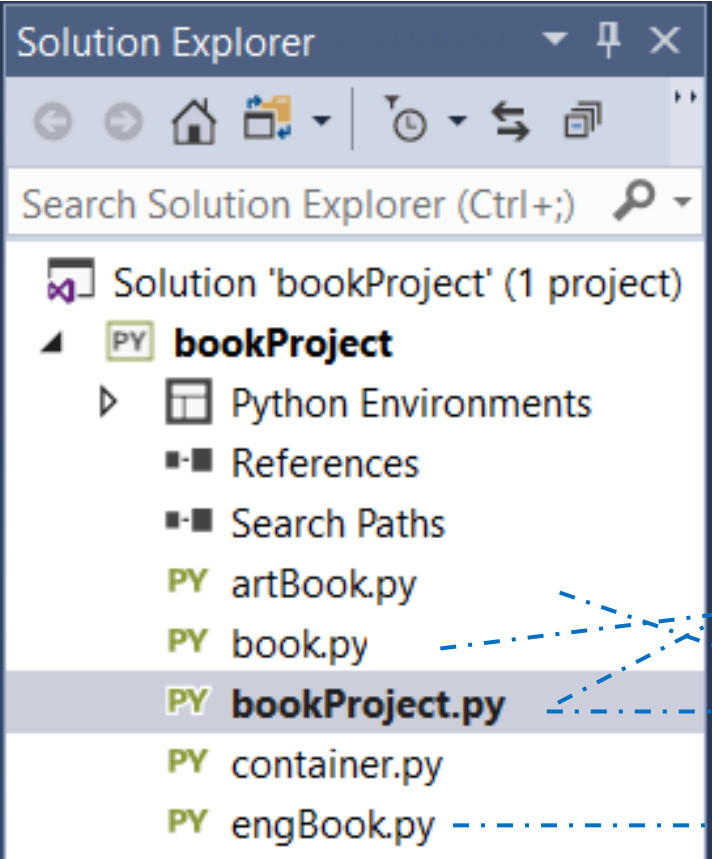 Solution Explorer
Search Solution Explorer (Ctrl+;)
Solution 'bookProject' (1 project)
PY bookProject
Python Environments
References
Search Paths
PY artBook.py
PY book.py
PY bookProject.py
PY container.py
PY engBook.py